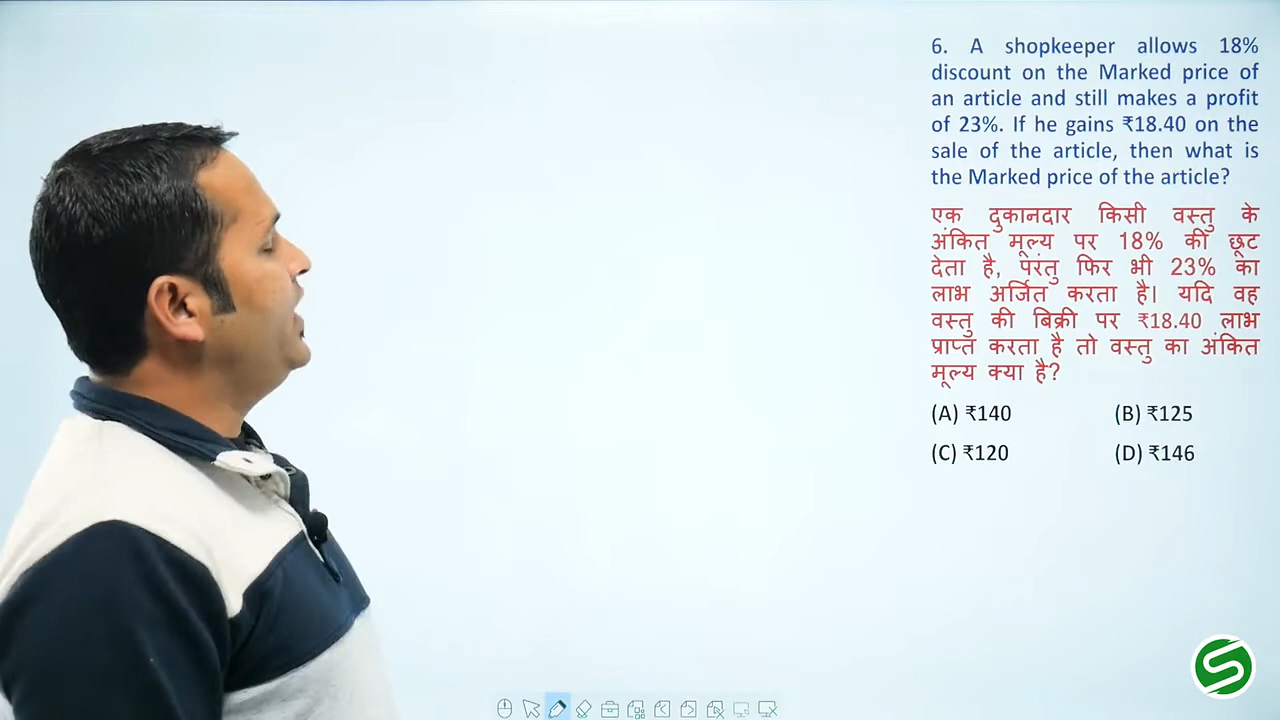 6. A shopkeeper allows 18%
discount on the Marked price of
an article and still makes a profit
of 23%. If he gains ₹18.40 on the
sale of the article, then what is
the Marked price of the article?
एक दुकानदार किसी वस्तु के
अंकित मूल्य पर 18% की छूट
देता है, परंतु फिर भी 23% का
लाभ अर्जित करता है। यदि वह
वस्तु की बिक्री पर ₹18.40 लाभ
प्राप्त करता है तो वस्तु का अंकित
मूल्य क्या है?
(A) ₹140 (B) ₹125
(C) ₹120 (D) ₹146